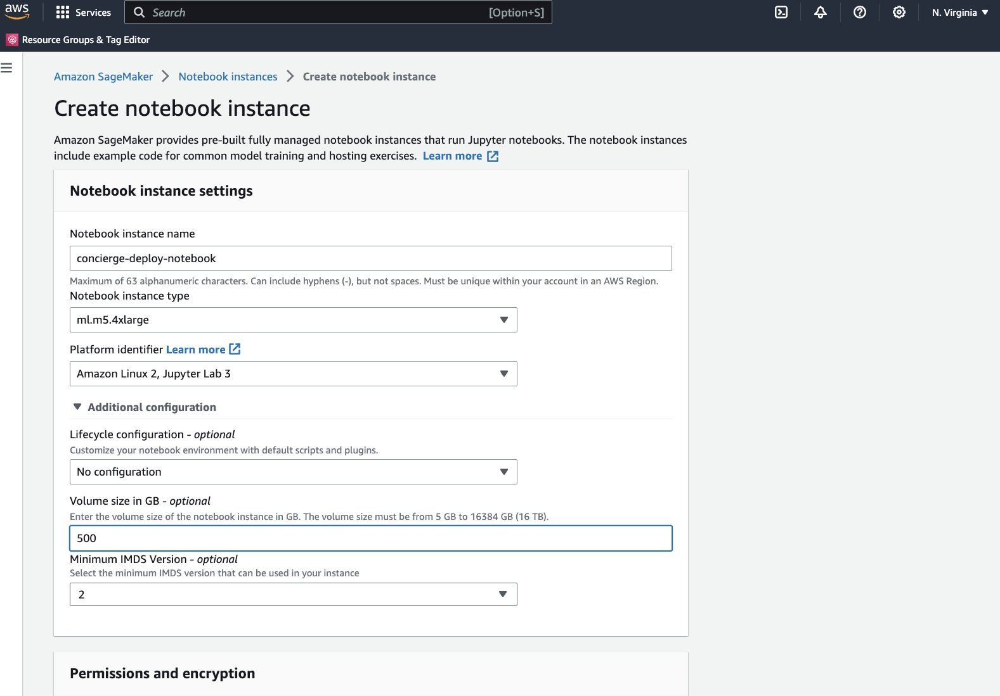 aws
Services
Search
[Option+S]
N. Virginia
Resource Groups & Tag Editor
Amazon SageMaker
Notebook instances
Create notebook instance
Create notebook instance
Amazon SageMaker provides pre-built fully managed notebook instances that run Jupyter notebooks. The notebook instances
include example code for common model training and hosting exercises. Learn more
Notebook instance settings
Notebook instance name
concierge-deploy-notebook
Maximum of 63 alphanumeric characters. Can include hyphens (-), but not spaces. Must be unique within your account in an AWS Region.
Notebook instance type
ml.m5.4xlarge
Platform identifier Learn more
Amazon Linux 2, Jupyter Lab 3
Additional configuration
Lifecycle configuration - optional
Customize your notebook environment with default scripts and plugins.
No configuration
Volume size in GB - optional
Enter the volume size of the notebook instance in GB. The volume size must be from 5 GB to 16384 GB (16 TB).
500
Minimum IMDS Version - optional
Select the minimum IMDS version that can be used in your instance
2
Permissions and encryption